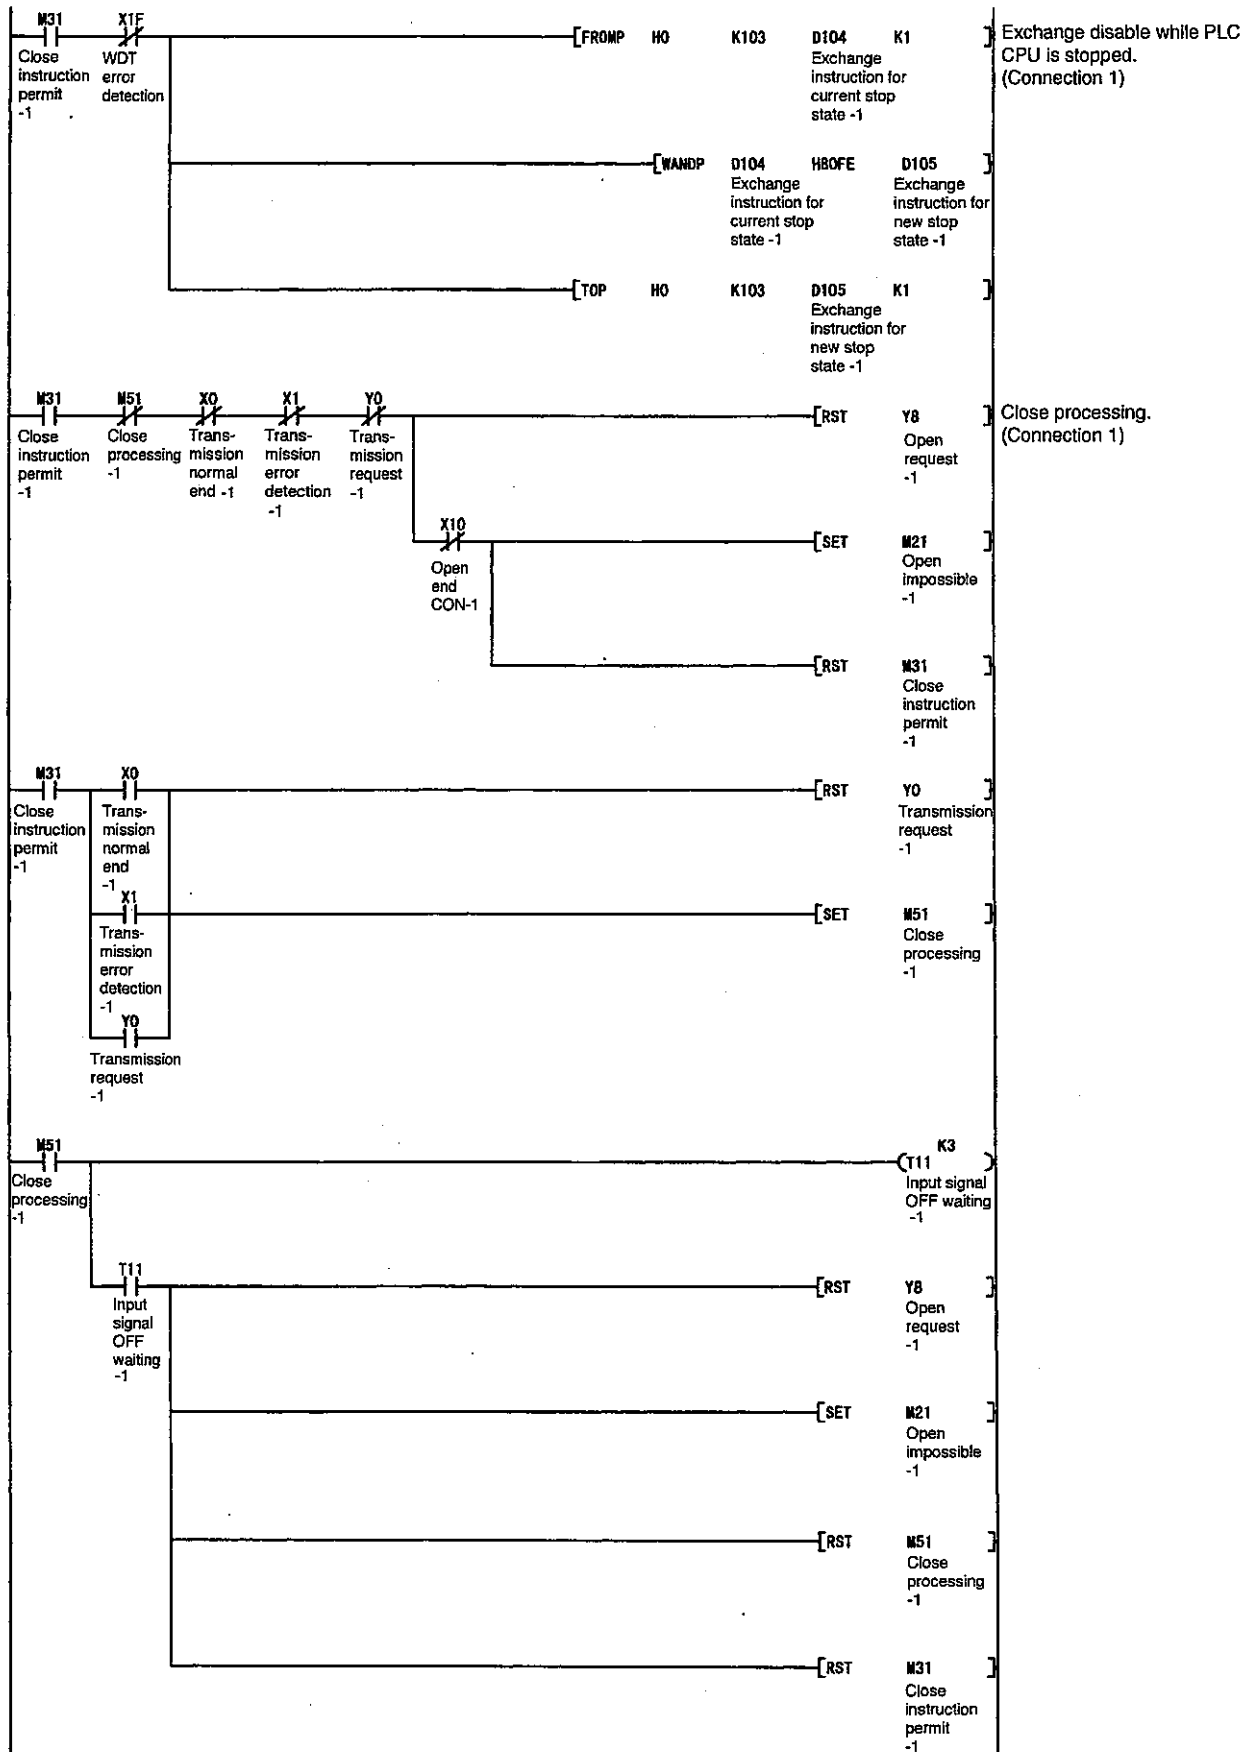 M31 X1F
[FROMP H0 K103 D104 K1 ]
Exchange disable while PLC
CPU is stopped.
(Connection 1)
Close
instruction
permit
-1
WDT
error
detection
Exchange
instruction for
current stop
state -1
[WANDP D104 H80FE D105 ]
Exchange
instruction for
current stop
state -1
Exchange
instruction for
new stop
state -1
[TOP H0 K103 D105 K1 ]
Exchange
instruction for
new stop
state -1
M31 M51 X0 X1 Y0
[RST Y8 ]
Close processing.
(Connection 1)
Close
instruction
permit
-1
Close
processing
-1
Trans-
mission
normal
end -1
Trans-
mission
error
detection
-1
Trans-
mission
request
-1
Open
request
-1
X10
Open
end
CON-1
[SET M21 ]
Open
impossible
-1
[RST M31 ]
Close
instruction
permit
-1
M31 X0
[RST Y0 ]
Close
instruction
permit
-1
Trans-
mission
normal
end
-1
Transmission
request
-1
X1
[SET M51 ]
Trans-
mission
error
detection
-1
Close
processing
-1
Y0
Transmission
request
-1
M51
K3
(T11 )
Close
processing
-1
Input signal
OFF waiting
-1
T11
[RST Y8 ]
Input
signal
OFF
waiting
-1
Open
request
-1
[SET M21 ]
Open
impossible
-1
[RST M51 ]
Close
processing
-1
[RST M31 ]
Close
instruction
permit
-1